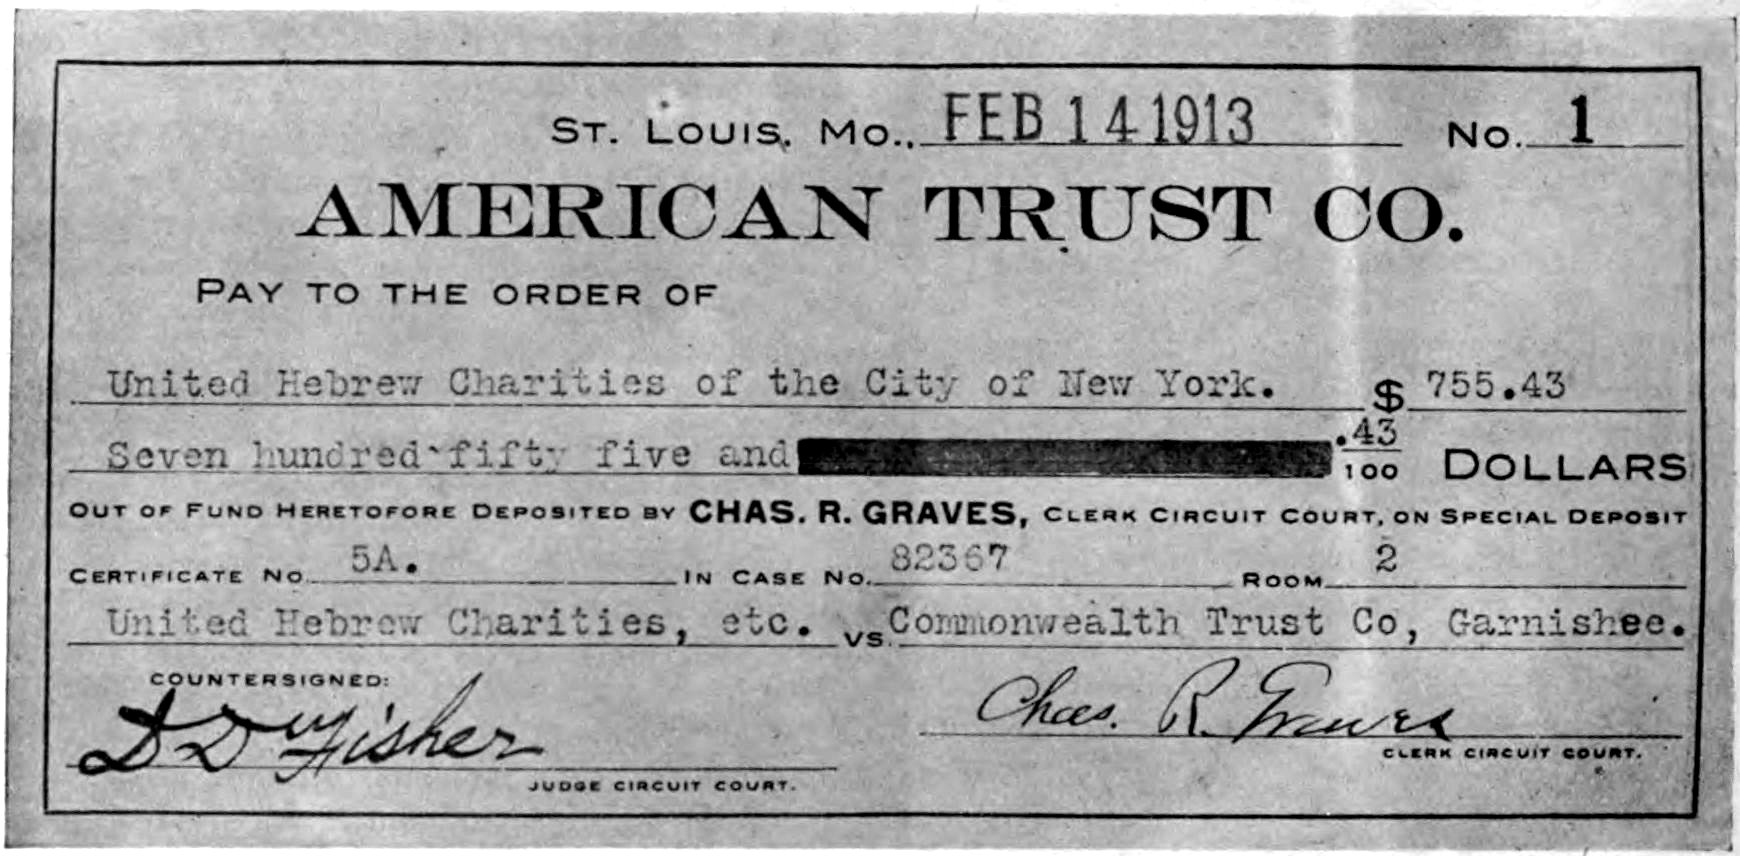 ST. LOUIS, MO., FEB 14 1913 NO. 1
AMERICAN TRUST CO.
PAY TO THE ORDER OF
United Hebrew Charities of the City of New York. $ 755.43
Seven hundred fifty five and .43/100 DOLLARS
OUT OF FUND HERETOFORE DEPOSITED BY CHAS. R. GRAVES, CLERK CIRCUIT COURT, ON SPECIAL DEPOSIT
CERTIFICATE NO. 5A. IN CASE NO. 82367 ROOM 2
United Hebrew Charities, etc. VS. Commonwealth Trust Co, Garnishee.
COUNTERSIGNED:
Chas. R. Graves
Fisher
CLERK CIRCUIT COURT.
JUDGE CIRCUIT COURT.